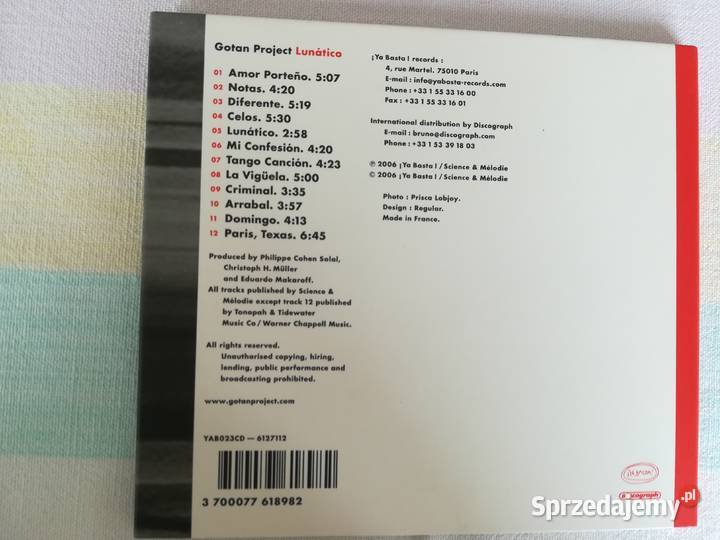 Gotan Project Lunático
01 Amor Porteño. 5:07
02 Notas. 4:20
03 Diferente. 5:19
04 Celos. 5:30
05 Lunático. 2:58
06 Mi Confesión. 4:20
07 Tango Canción. 4:23
08 La Vigüela. 5:00
09 Criminal. 3:35
10 Arrabal. 3:57
11 Domingo. 4:13
12 Paris, Texas. 6:45
Produced by Philippe Cohen Solal,
Christoph H. Müller
and Eduardo Makaroff.
All tracks published by Science &
Mélodie except track 12 published
by Tonopah & Tidewater
Music Co / Warner Chappell Music.
All rights reserved.
Unauthorised copying, hiring,
lending, public performance and
broadcasting prohibited.
www.gotanproject.com
YAB023CD — 6127112
3 700077 618982
¡Ya Basta! records :
4, rue Martel. 75010 Paris
E-mail : info@yabasta-records.com
Phone : +33 1 55 33 16 00
Fax : +33 1 55 33 16 01
International distribution by Discograph
E-mail : bruno@discograph.com
Phone : +33 1 53 39 18 03
℗ 2006 ¡Ya Basta! / Science & Mélodie
© 2006 ¡Ya Basta! / Science & Mélodie
Photo : Prisca Lobjoy.
Design : Regular.
Made in France.
¡YA BASTA!
discograph
Sprzedajemy.pl